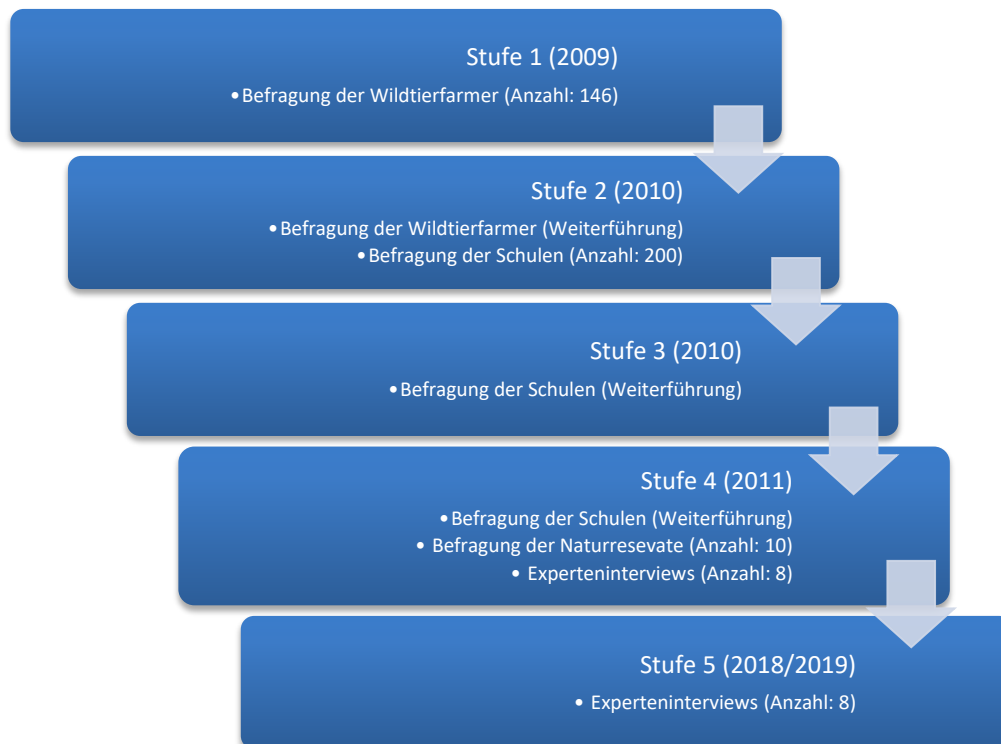 Stufe 1 (2009)
•Befragung der Wildtierfarmer (Anzahl: 146)
Stufe 2 (2010)
•Befragung der Wildtierfarmer (Weiterführung)
•Befragung der Schulen (Anzahl: 200)
Stufe 3 (2010)
•Befragung der Schulen (Weiterführung)
Stufe 4 (2011)
•Befragung der Schulen (Weiterführung)
• Befragung der Naturresevate (Anzahl: 10)
• Experteninterviews (Anzahl: 8)
Stufe 5 (2018/2019)
• Experteninterviews (Anzahl: 8)